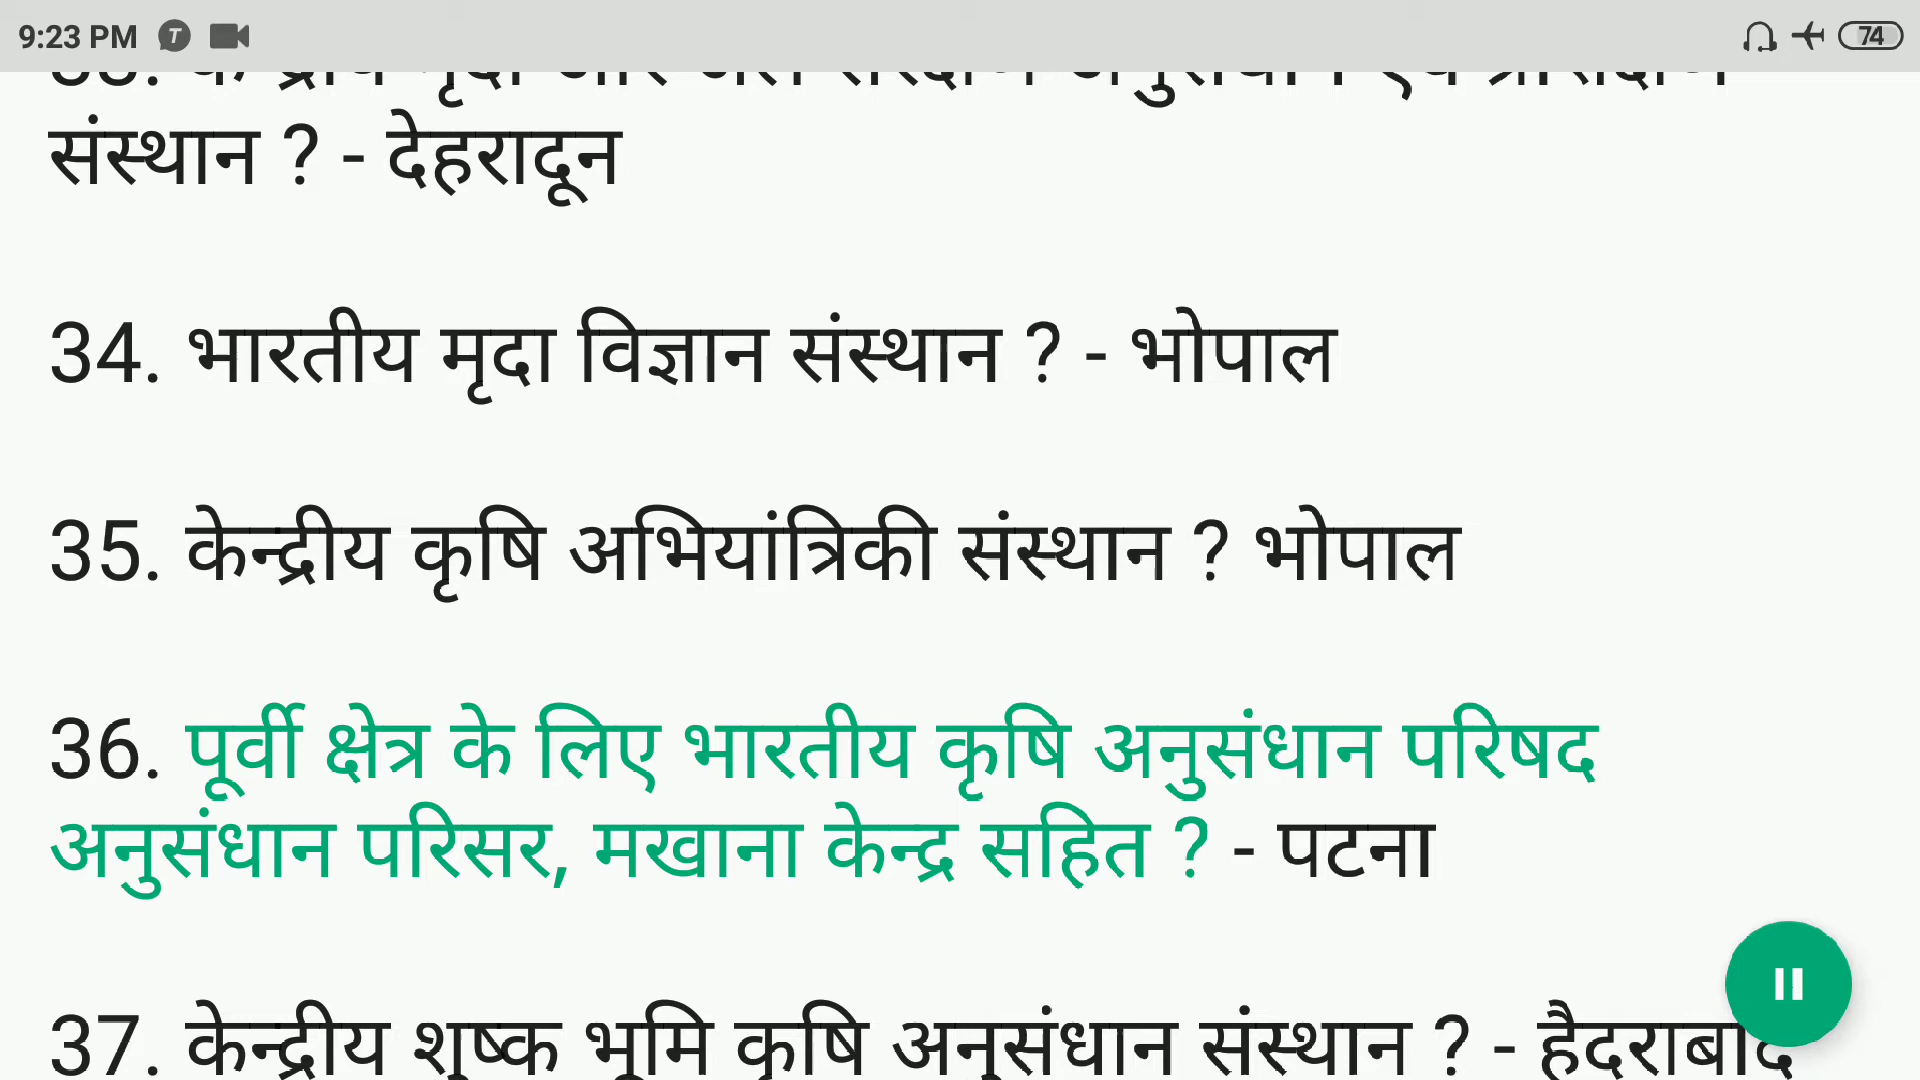 9:23 PM
74
संस्थान ? - देहरादून
34. भारतीय मृदा विज्ञान संस्थान ? - भोपाल
35. केन्द्रीय कृषि अभियांत्रिकी संस्थान ? भोपाल
36. पूर्वी क्षेत्र के लिए भारतीय कृषि अनुसंधान परिषद
अनुसंधान परिसर, मखाना केन्द्र सहित ? - पटना
37. केन्द्रीय शुष्क भूमि कृषि अनुसंधान संस्थान ? - हैदराबाद